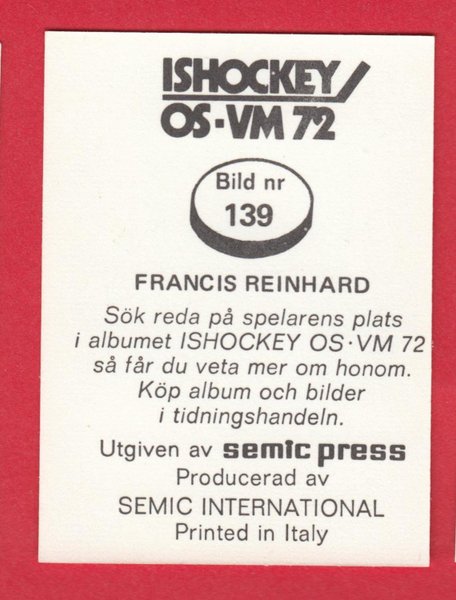 ISHOCKEY
OS·VM 72
Bild nr
139
FRANCIS REINHARD
Sök reda på spelarens plats
i albumet ISHOCKEY OS·VM 72
så får du veta mer om honom.
Köp album och bilder
i tidningshandeln.
Utgiven av semic press
Producerad av
SEMIC INTERNATIONAL
Printed in Italy